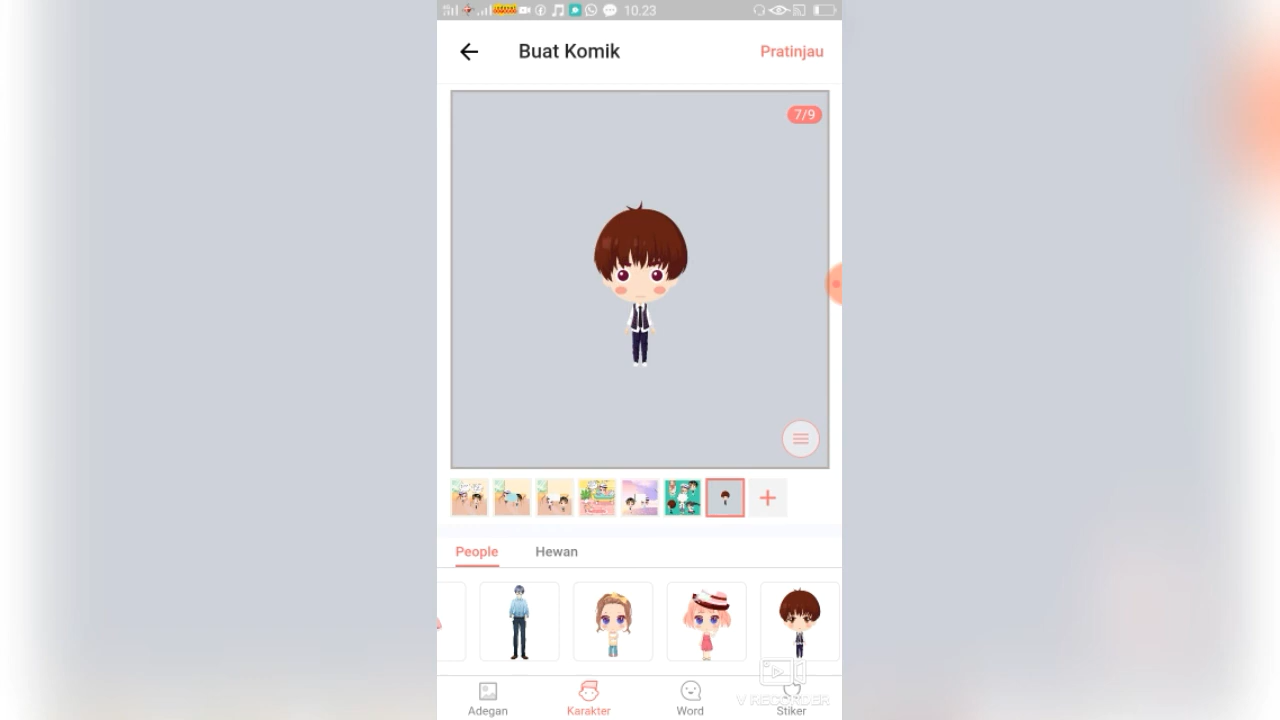 10.23
Buat Komik
Pratinjau
7/9
People
Hewan
Adegan
Karakter
Word
Stiker
V RECORDER